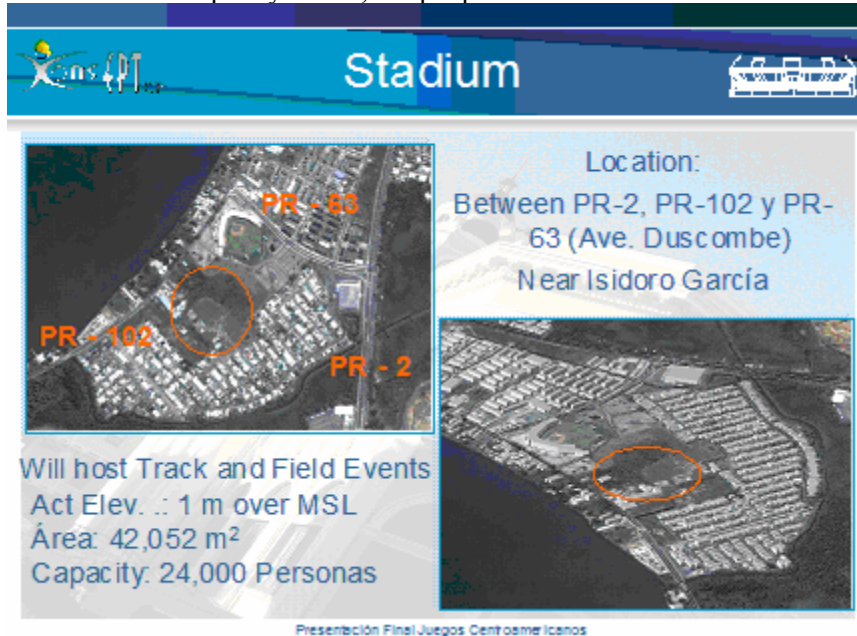 Stadium
PR - 63
PR - 102
PR - 2
Location:
Between PR-2, PR-102 y PR-
63 (Ave. Duscombe)
Near Isidoro García
Will host Track and Field Events
Act Elev. .: 1 m over MSL
Área: 42,052 m²
Capacity: 24,000 Personas
Presentación Final Juegos Centroamericanos